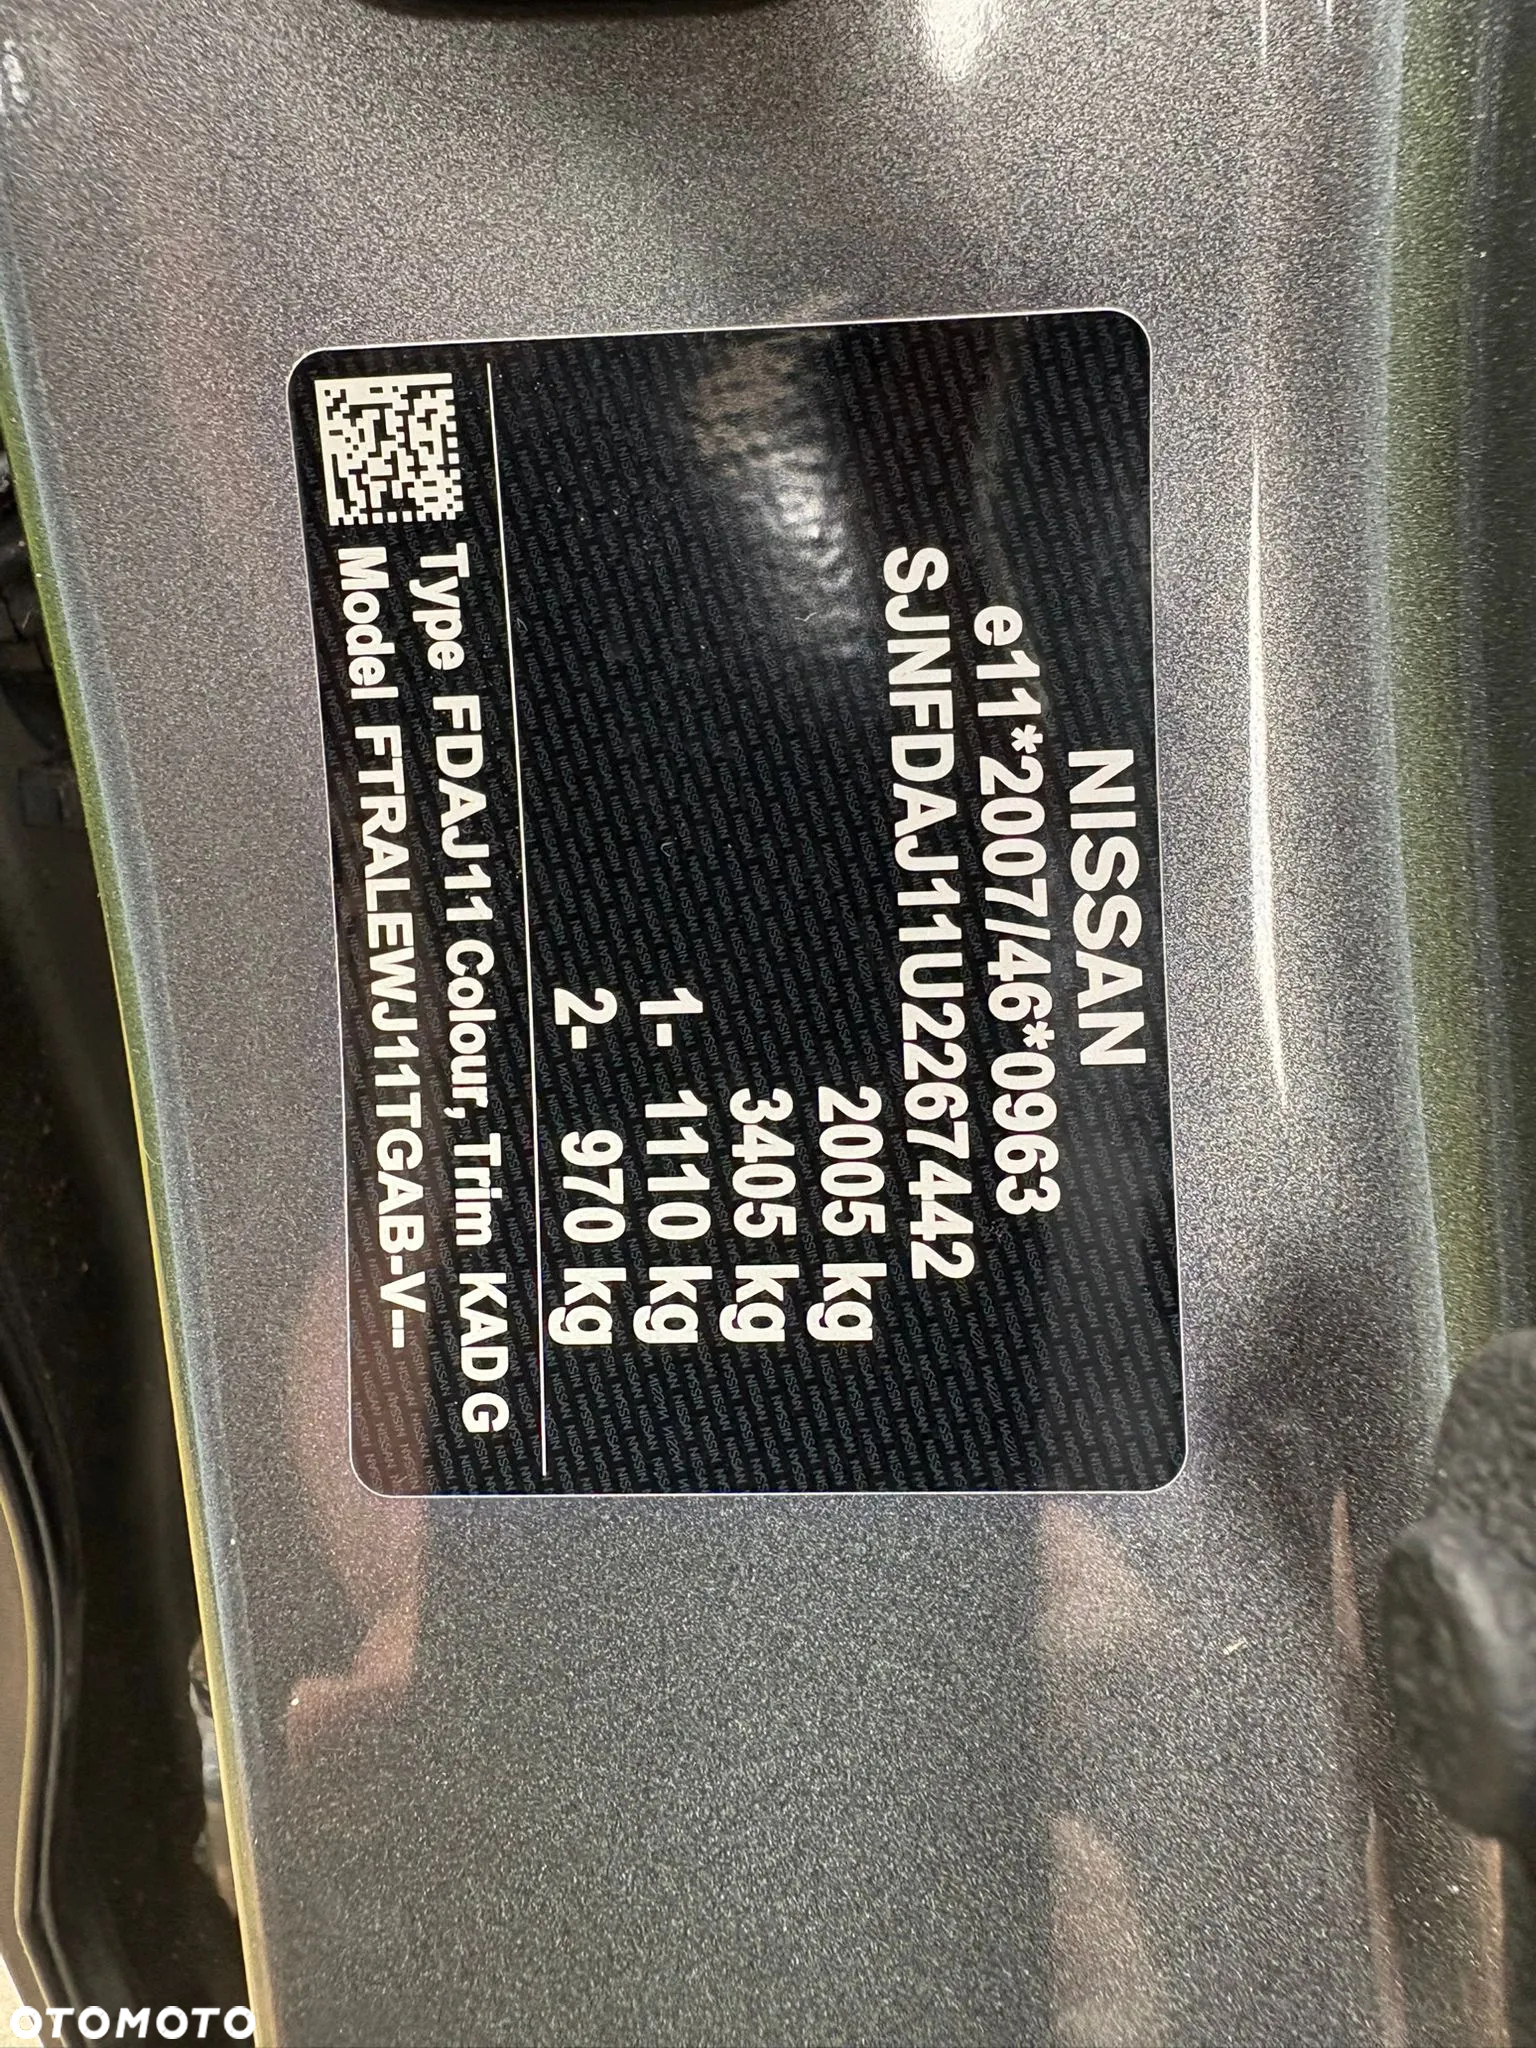 NISSAN
e11*2007/46*0963
SJNFDAJ11U2267442
2005 kg
3405 kg
1- 1110 kg
2- 970 kg
Type FDAJ11 Colour, Trim KAD G
Model FTRALEWJ11TGAB-V--
OTOMOTO